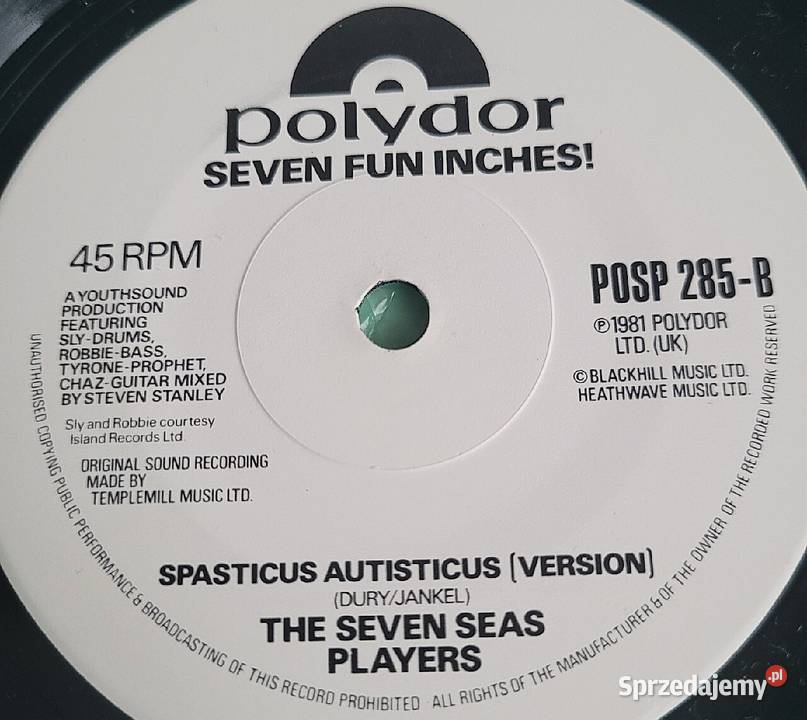 polydor
SEVEN FUN INCHES!
45 RPM
A YOUTHSOUND
PRODUCTION
FEATURING
SLY-DRUMS,
ROBBIE-BASS,
TYRONE-PROPHET,
CHAZ-GUITAR MIXED
BY STEVEN STANLEY
Sly and Robbie courtesy
Island Records Ltd
ORIGINAL SOUND RECORDING
MADE BY
TEMPLEMILL MUSIC LTD.
POSP 285-B
℗1981 POLYDOR
LTD. (UK)
©BLACKHILL MUSIC LTD.
HEATHWAVE MUSIC LTD.
SPASTICUS AUTISTICUS (VERSION)
(DURY/JANKEL)
THE SEVEN SEAS
PLAYERS
UNAUTHORISED COPYING PUBLIC PERFORMANCE & BROADCASTING OF THIS RECORD PROHIBITED · ALL RIGHTS OF THE MANUFACTURER & OF THE OWNER OF THE RECORDED WORK RESERVED
Sprzedajemy.pl